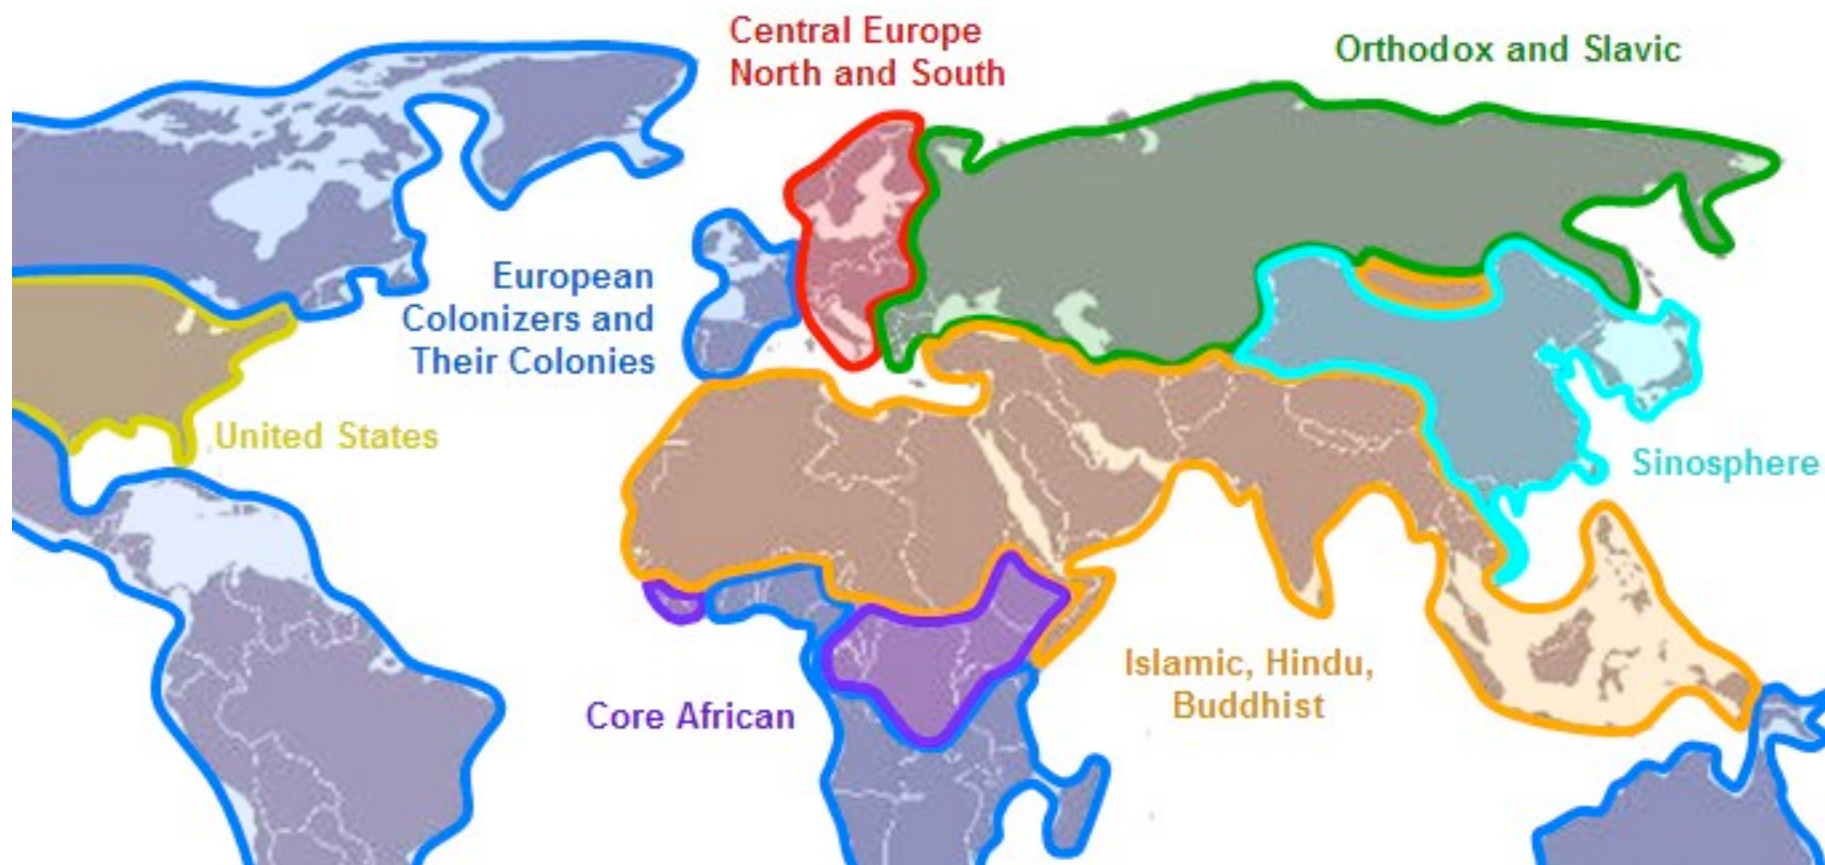 Central Europe
North and South
Orthodox and Slavic
European
Colonizers and
Their Colonies
United States
Sinosphere
Islamic, Hindu,
Buddhist
Core African